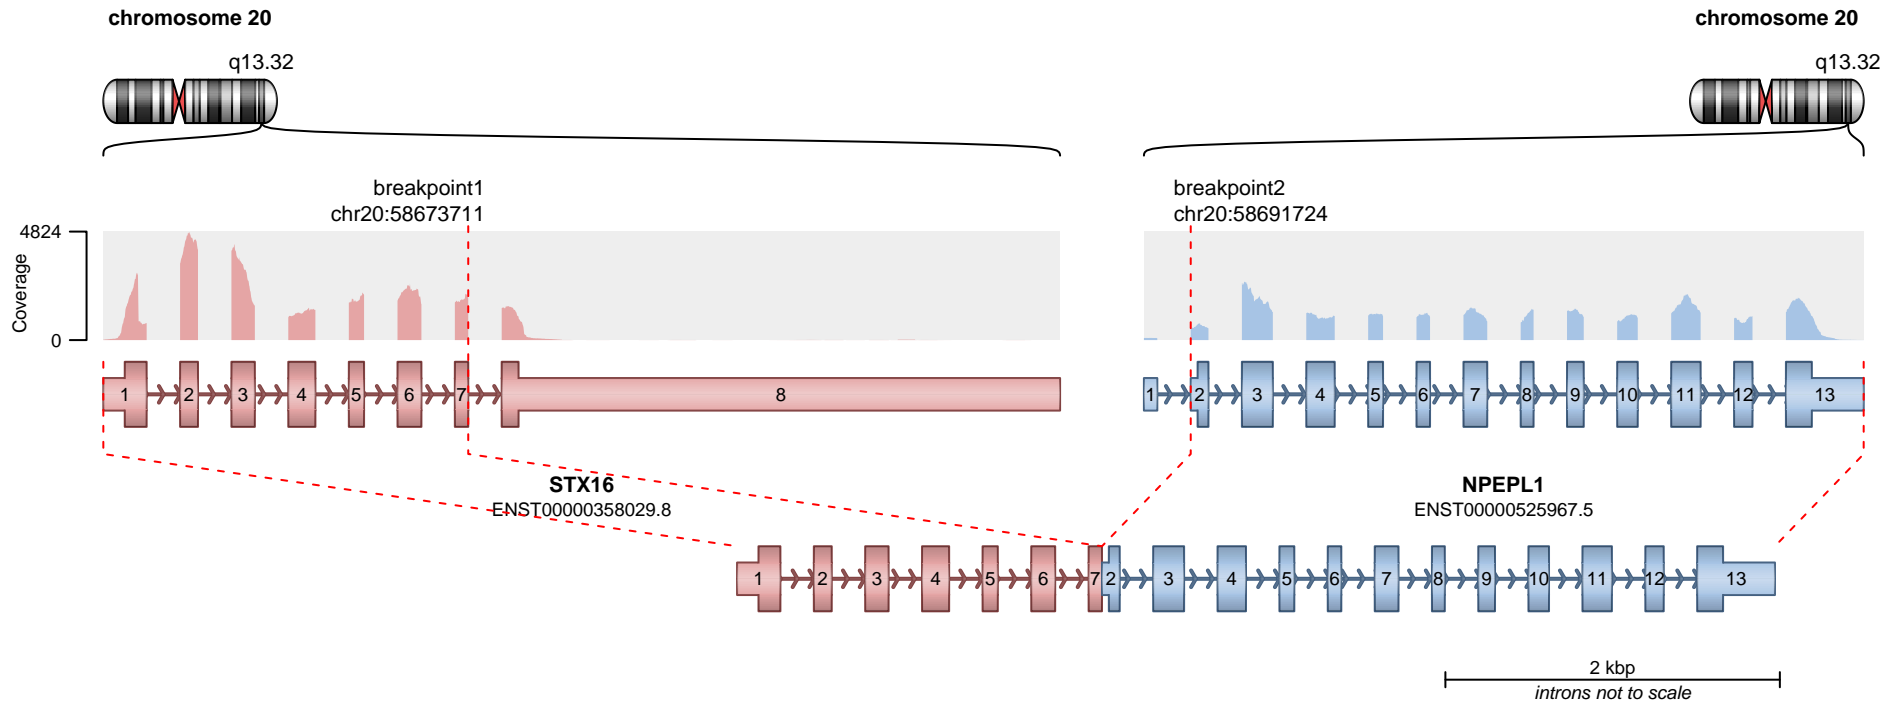 chromosome 20
chromosome 20
q13.32
q13.32
breakpoint1
chr20:58673711
breakpoint2
chr20:58691724
Coverage
4824
0
1 2 3 4 5 6 7 8
1 2 3 4 5 6 7 8 9 10 11 12 13
STX16
ENST00000358029.8
NPEPL1
ENST00000525967.5
1 2 3 4 5 6 7 2 3 4 5 6 7 8 9 10 11 12 13
2 kbp
introns not to scale